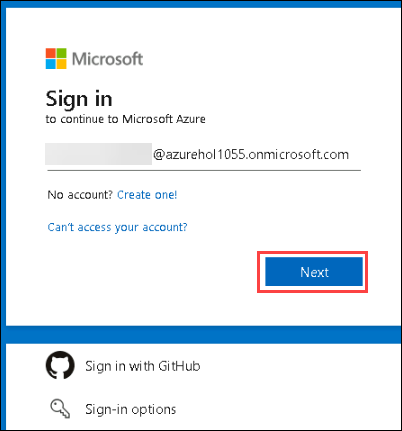 Microsoft
Sign in
to continue to Microsoft Azure
@azurehol1055.onmicrosoft.com
No account? Create one!
Can't access your account?
Next
Sign in with GitHub
Sign-in options